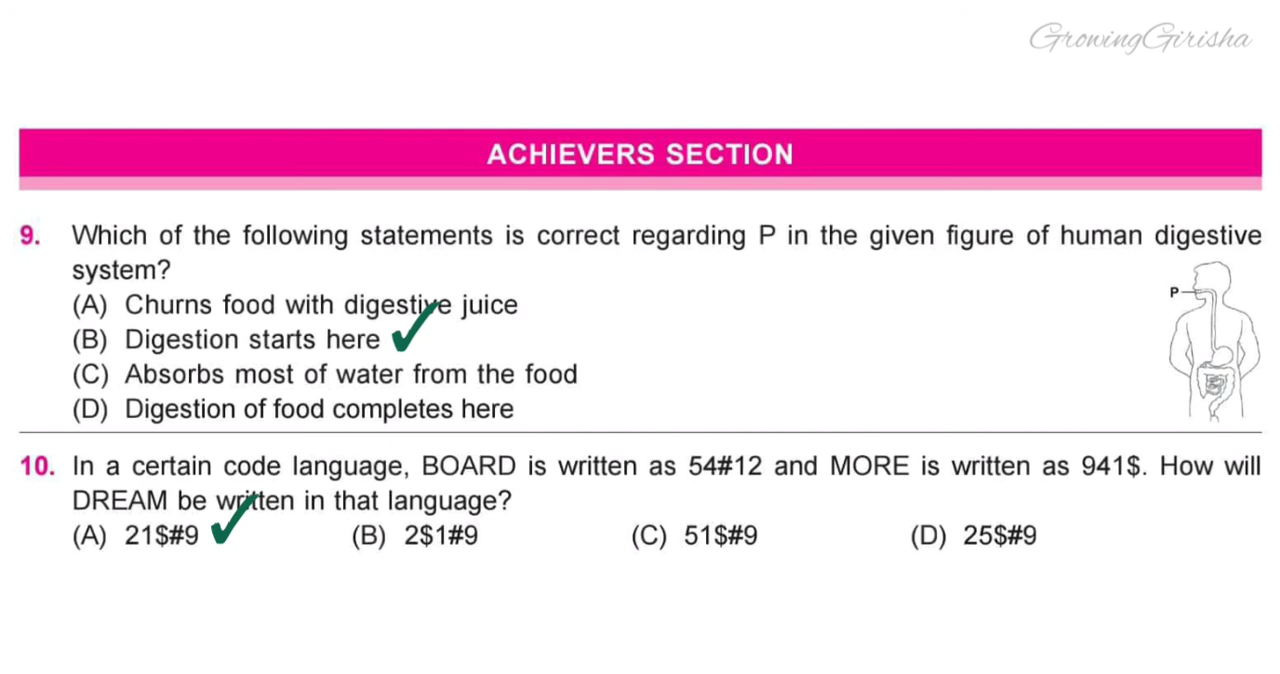 GrowingGirisha
ACHIEVERS SECTION
9. Which of the following statements is correct regarding P in the given figure of human digestive
system?
P
(A) Churns food with digestive juice
(B) Digestion starts here
(C) Absorbs most of water from the food
(D) Digestion of food completes here
10. In a certain code language, BOARD is written as 54#12 and MORE is written as 941$. How will
DREAM be written in that language?
(A) 21$#9 (B) 2$1#9 (C) 51$#9 (D) 25$#9